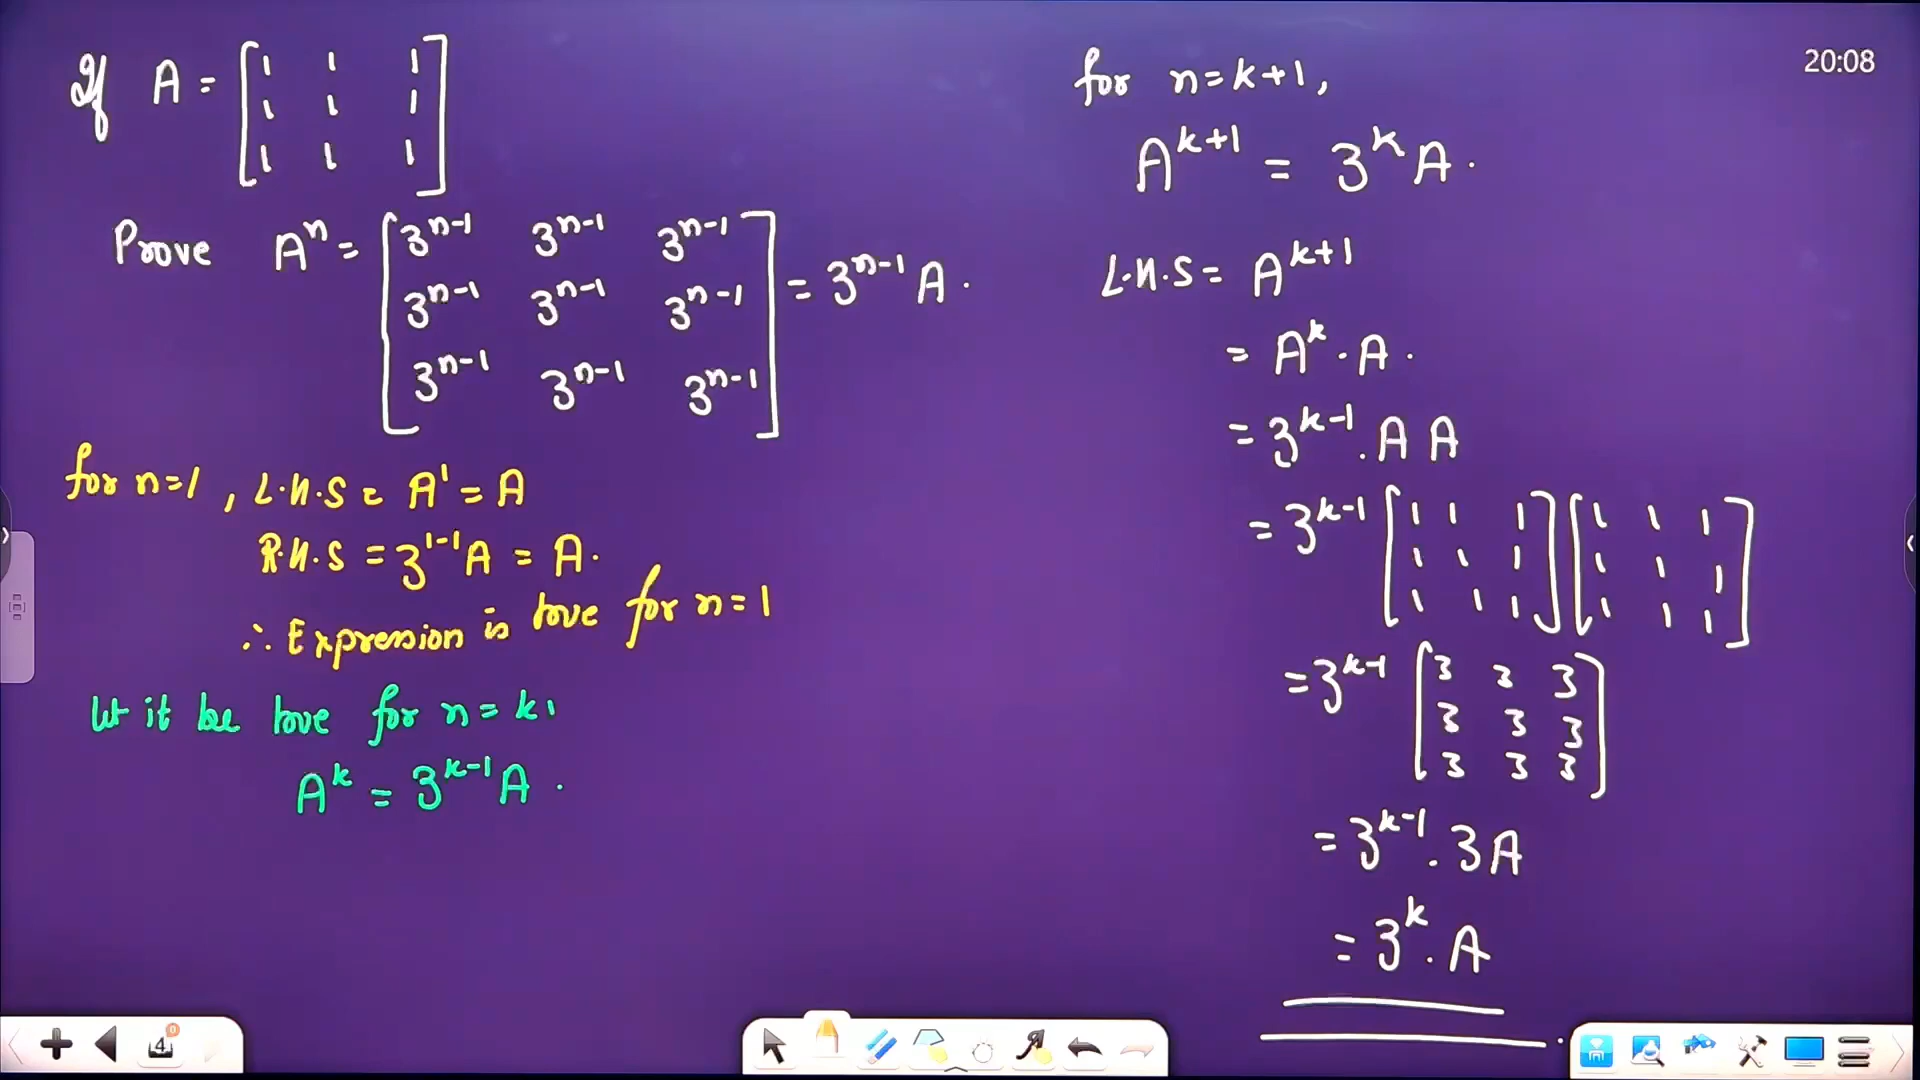 If A = [1 1 1
1 1 1
1 1 1]
Prove Aⁿ = [3ⁿ⁻¹ 3ⁿ⁻¹ 3ⁿ⁻¹
3ⁿ⁻¹ 3ⁿ⁻¹ 3ⁿ⁻¹
3ⁿ⁻¹ 3ⁿ⁻¹ 3ⁿ⁻¹] = 3ⁿ⁻¹ A.
for n=1, L.H.S = A¹ = A
R.H.S = 3¹⁻¹A = A.
∴ Expression is true for n=1
let it be true for n=k,
Aᵏ = 3ᵏ⁻¹A.
for n=k+1,
Aᵏ⁺¹ = 3ᵏA.
L.H.S = Aᵏ⁺¹
= Aᵏ.A.
= 3ᵏ⁻¹.A A
= 3ᵏ⁻¹ [1 1 1 [1 1 1
1 1 1 1 1 1
1 1 1] 1 1 1]
= 3ᵏ⁻¹ [3 3 3
3 3 3
3 3 3]
= 3ᵏ⁻¹.3A
= 3ᵏ.A
20:08
4
0